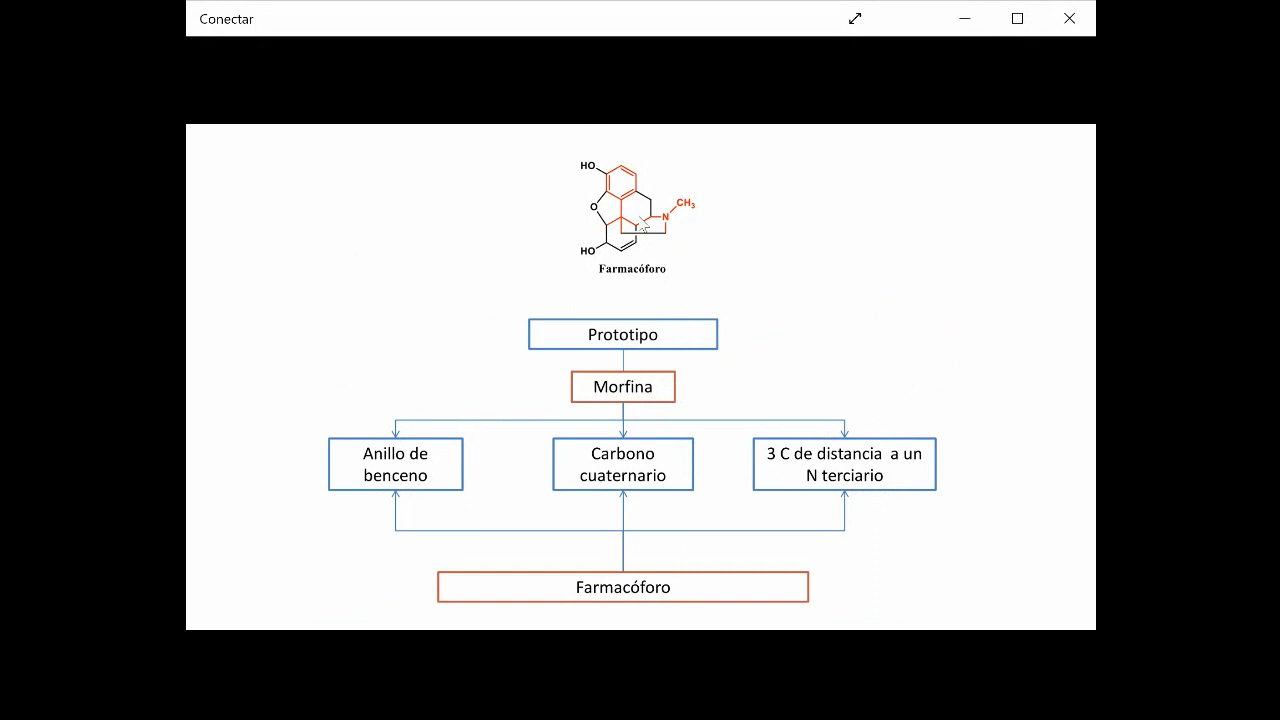 Conectar
HO
CH3
O
N
HO
Farmacóforo
Prototipo
Morfina
Anillo de
benceno
Carbono
cuaternario
3 C de distancia a un
N terciario
Farmacóforo